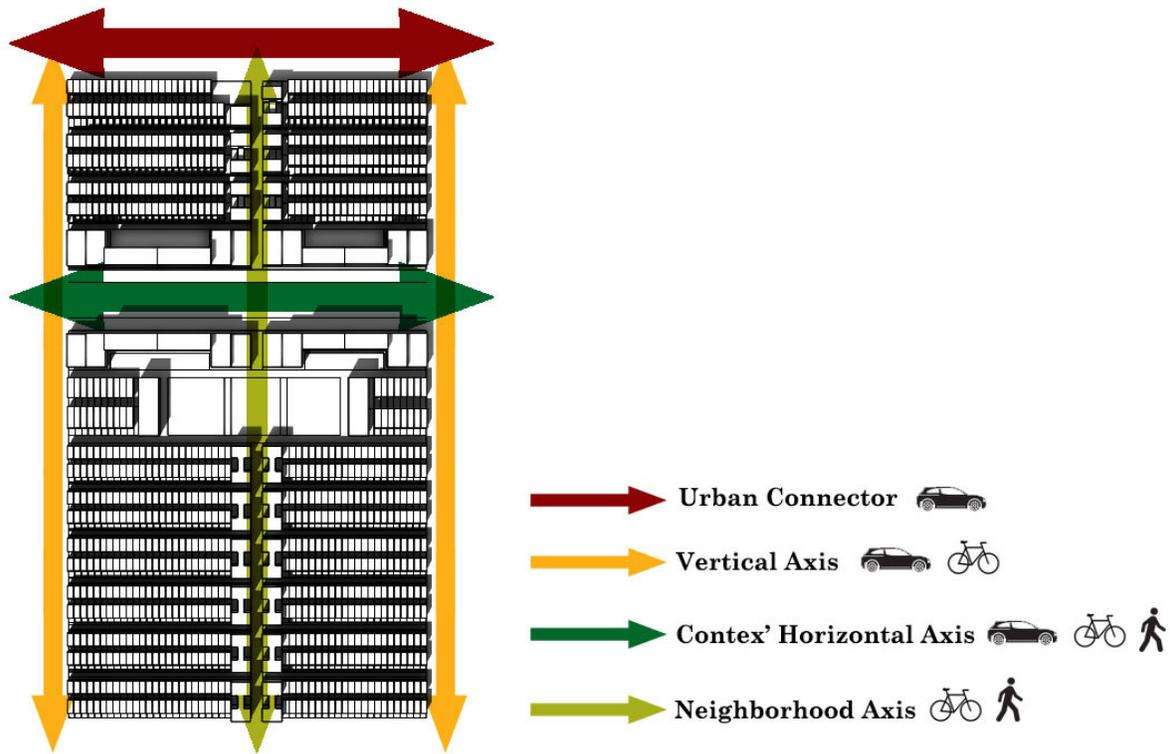 Urban Connector
Vertical Axis
Contex' Horizontal Axis
Neighborhood Axis